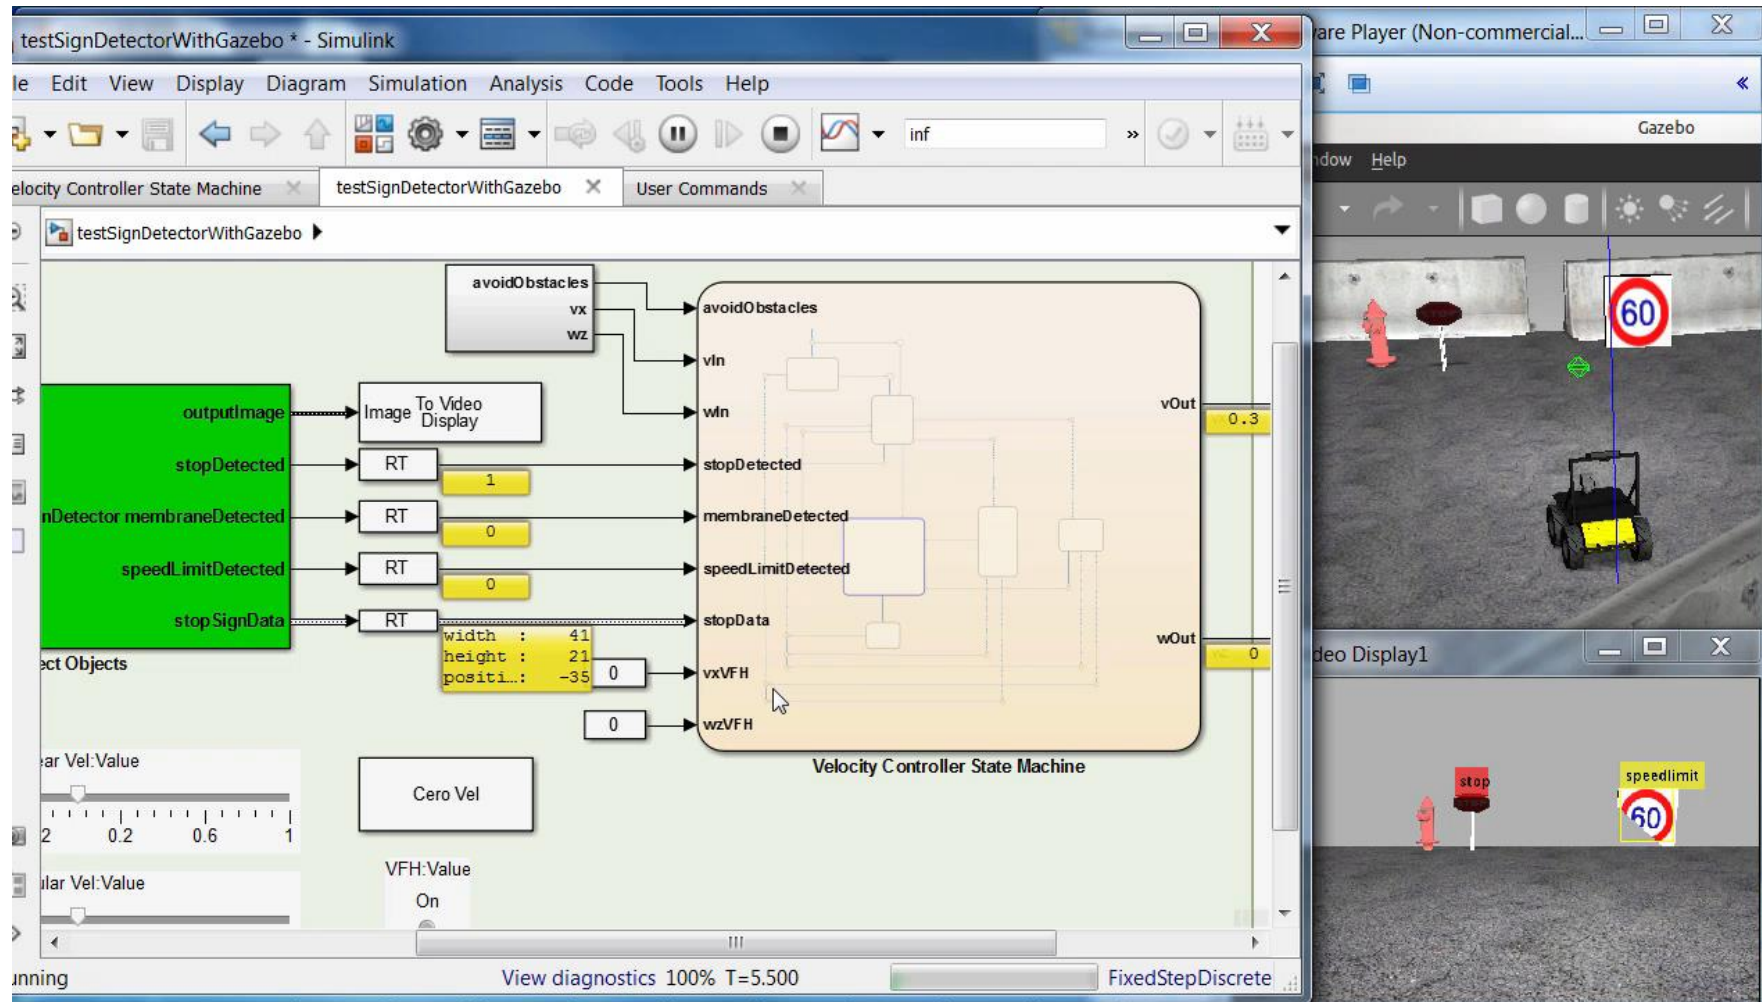 testSignDetectorWithGazebo * - Simulink
le Edit View Display Diagram Simulation Analysis Code Tools Help
inf
»
elocity Controller State Machine
testSignDetectorWithGazebo
User Commands
testSignDetectorWithGazebo
avoidObstacles
vx
wz
avoidObstacles
vIn
wIn
stopDetected
membraneDetected
speedLimitDetected
stopData
vxVFH
wzVFH
vOut
0.3
wOut
0
outputImage
stopDetected
nDetector membraneDetected
speedLimitDetected
stopSignData
ect Objects
Image To Video Display
RT
1
RT
0
RT
0
RT
width : 41
height : 21
positi…: -35
0
0
Velocity Controller State Machine
ear Vel:Value
2 0.2 0.6 1
ular Vel:Value
Cero Vel
VFH:Value
On
unning
View diagnostics 100% T=5.500
FixedStepDiscrete
are Player (Non-commercial...
«
Gazebo
ndow Help
STOP
60
deo Display1
stop
speedlimit
60